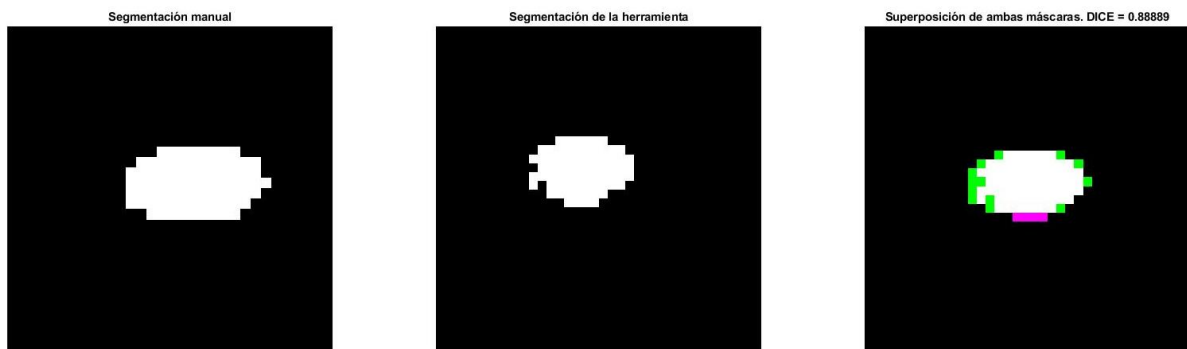 Segmentación manual
Segmentación de la herramienta
Superposición de ambas máscaras. DICE = 0.88889